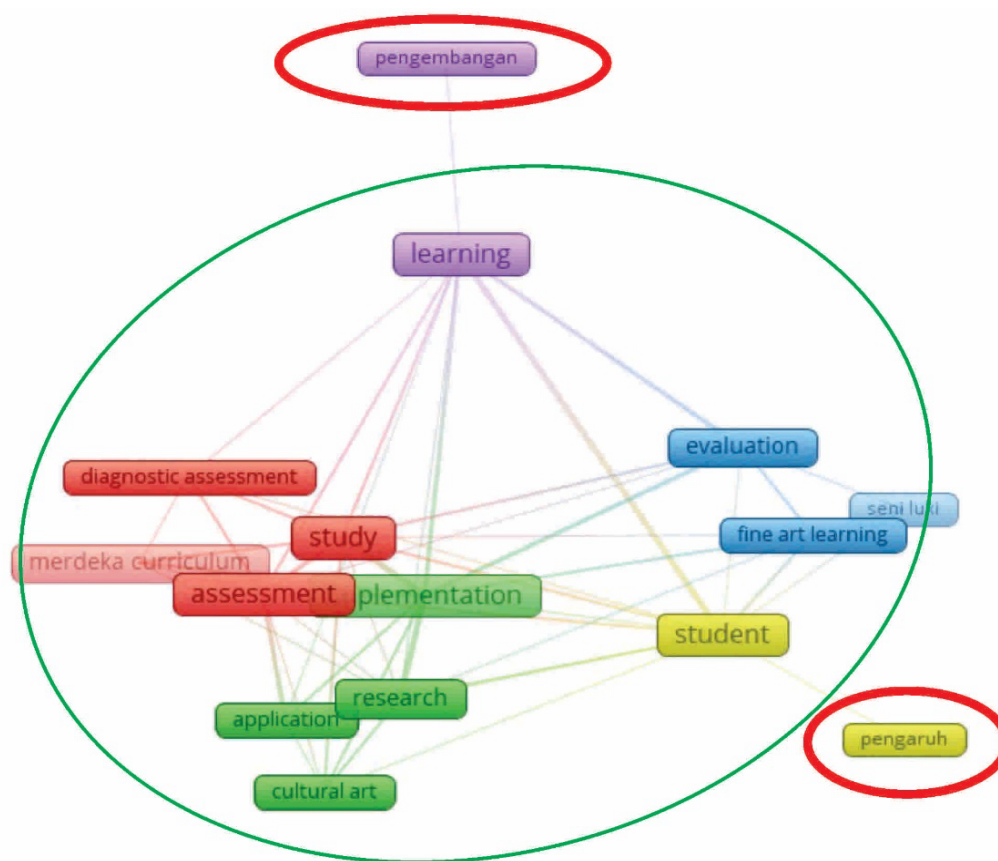 pengembangan
learning
evaluation
diagnostic assessment
seni luki
study
fine art learning
merdeka curriculum
assessment
plementation
student
research
application
pengaruh
cultural art